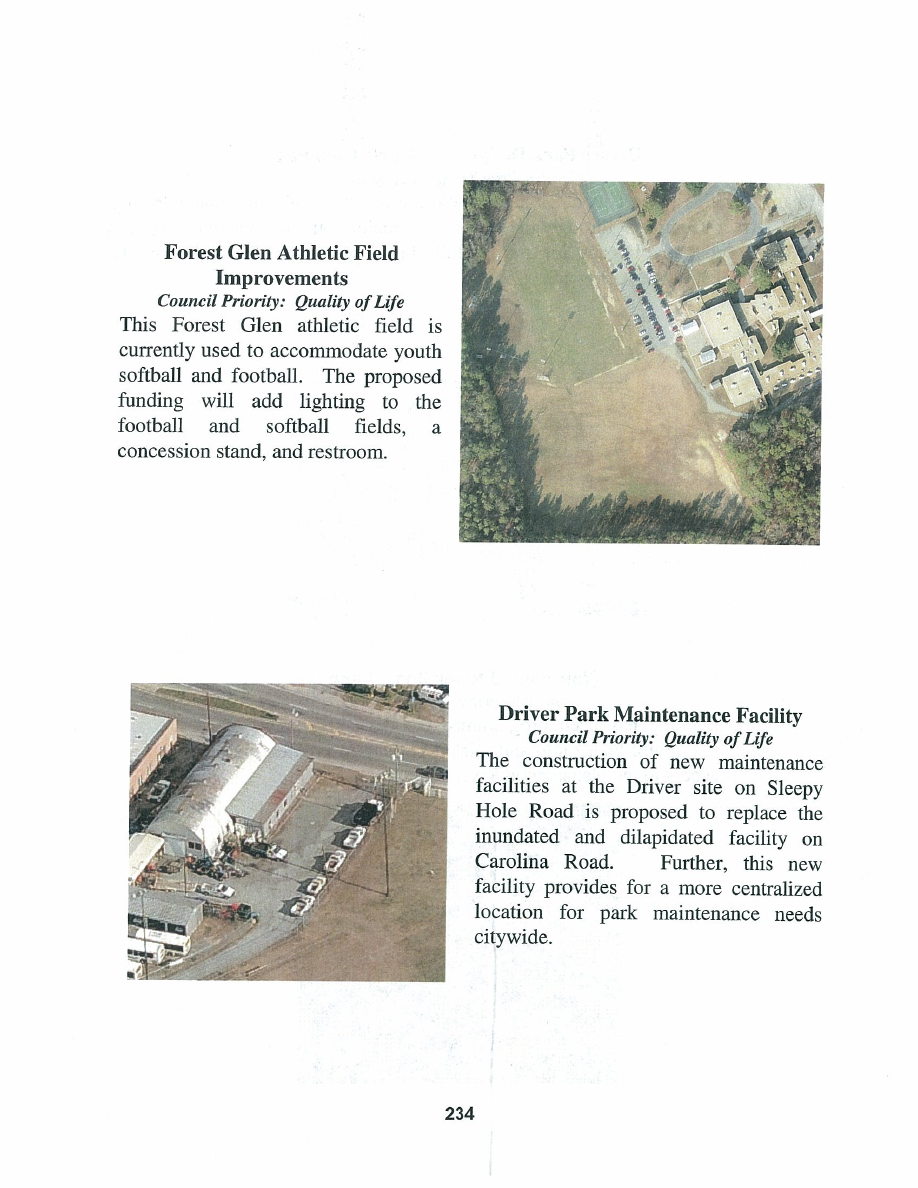 Forest Glen Athletic Field
Improvements
Council Priority: Quality of Life
This Forest Glen athletic field is
currently used to accommodate youth
softball and football. The proposed
funding will add lighting to the
football and softball fields, a
concession stand, and restroom.
Driver Park Maintenance Facility
Council Priority: Quality of Life
The construction of new maintenance
facilities at the Driver site on Sleepy
Hole Road is proposed to replace the
inundated and dilapidated facility on
Carolina Road. Further, this new
facility provides for a more centralized
location for park maintenance needs
citywide.
234